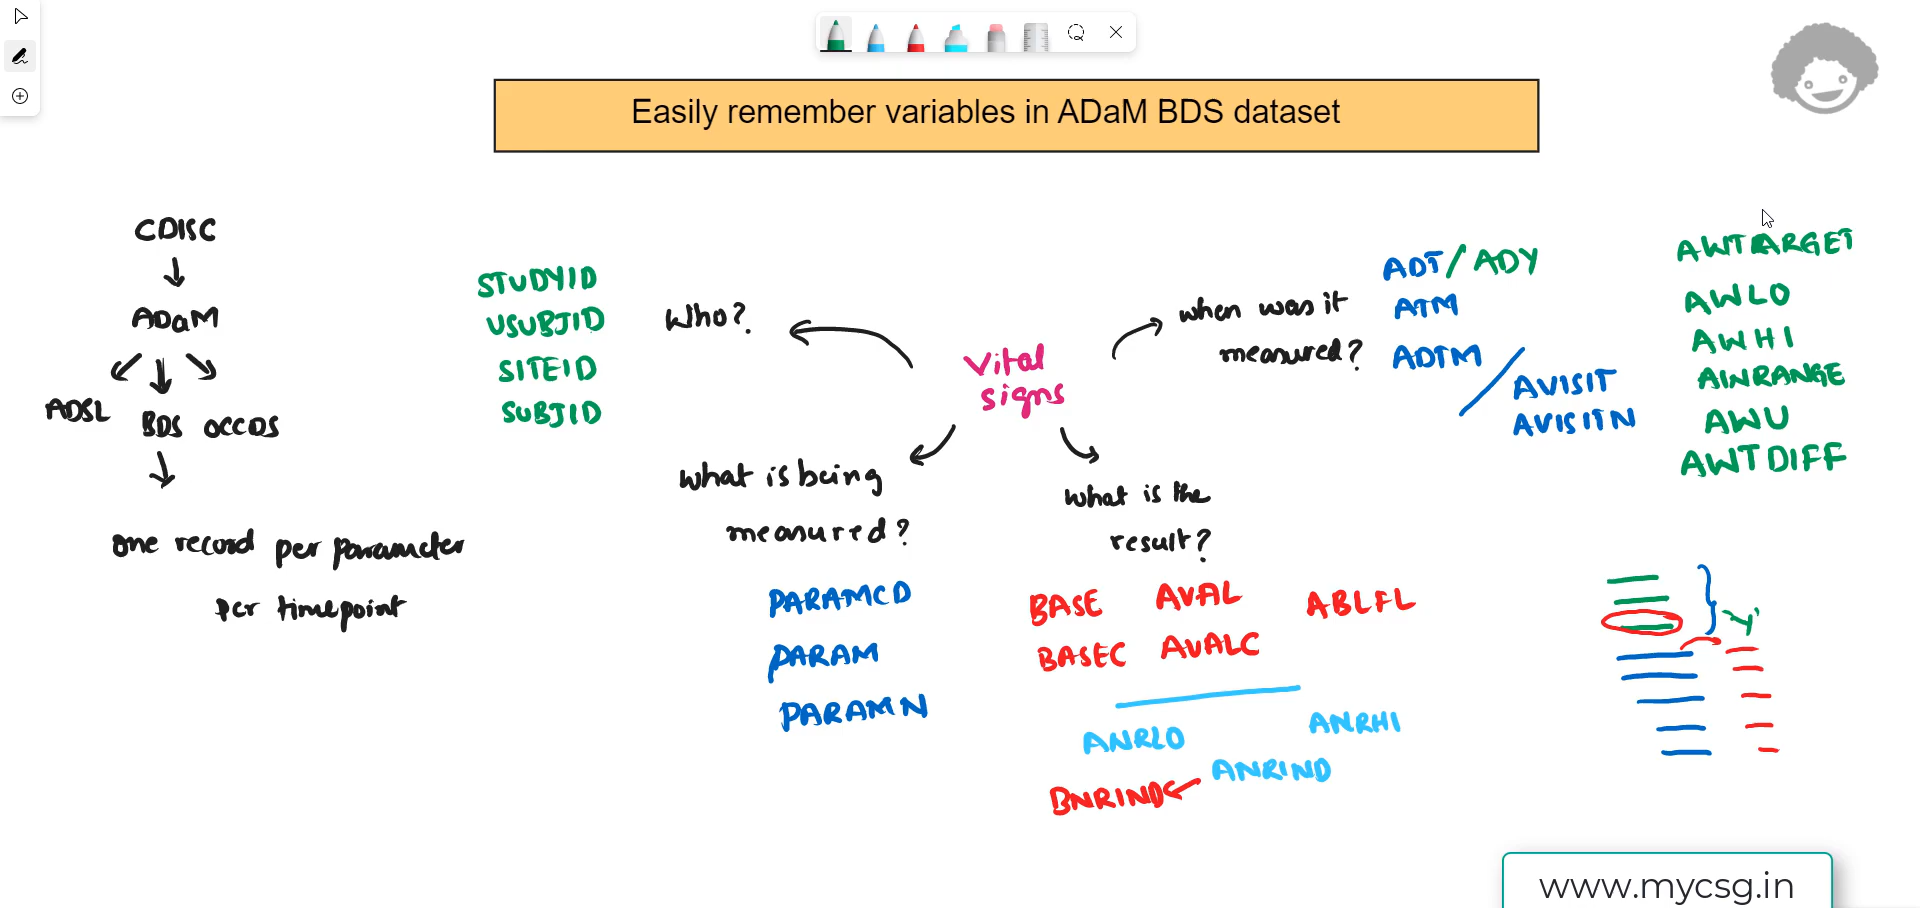 Easily remember variables in ADaM BDS dataset
CDISC
ADaM
ADSL BDS OCCDS
one record per parameter
per timepoint
STUDYID
USUBJID
SITEID
SUBJID
Who?
Vital
signs
when was it
measured?
ADT/ADY
ATM
ADTM
AVISIT
AVISITN
AWTARGET
AWLO
AWHI
AINRANGE
AWU
AWTDIFF
what is being
measured?
PARAMCD
PARAM
PARAMN
what is the
result?
BASE AVAL ABLFL
BASEC AVALC
ANRLO ANRHI
ANRIND
BNRIND
'Y'
www.mycsg.in